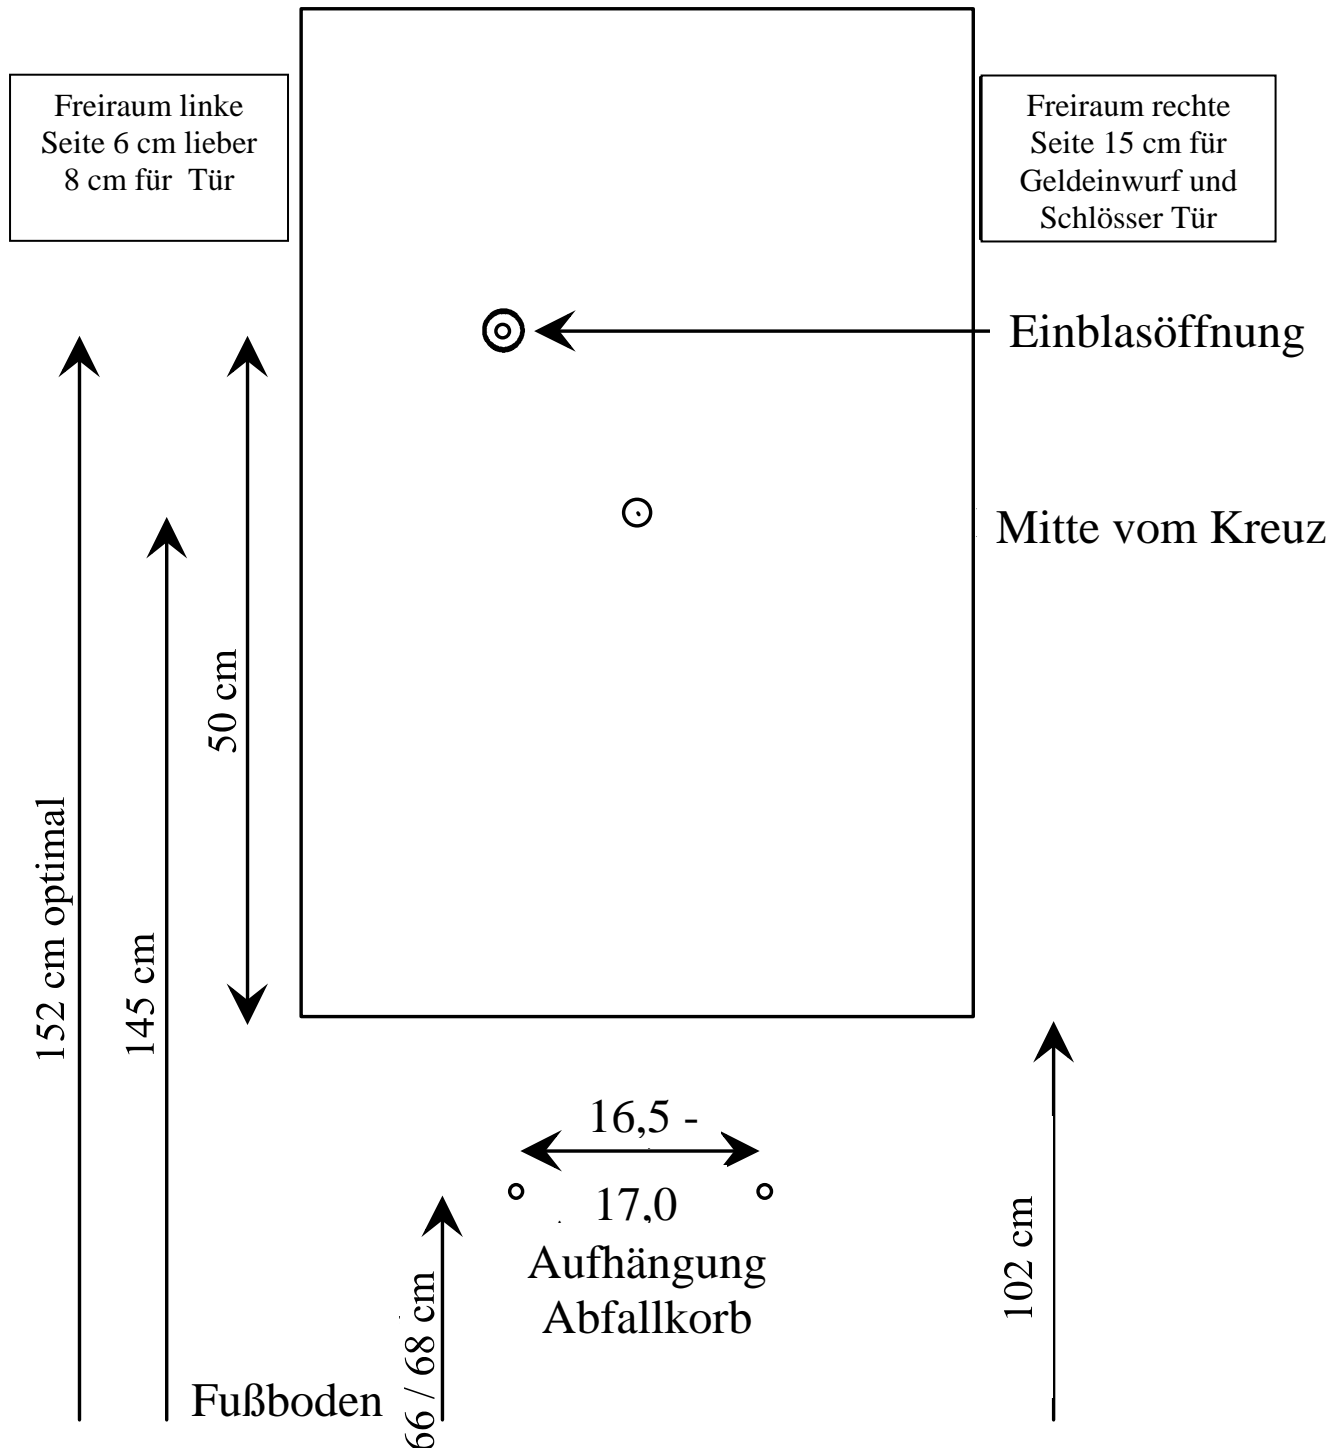 Freiraum linke
Seite 6 cm lieber
8 cm für Tür
Freiraum rechte
Seite 15 cm für
Geldeinwurf und
Schlösser Tür
Einblasöffnung
Mitte vom Kreuz
50 cm
152 cm optimal
145 cm
16,5 -
17,0
Aufhängung
Abfallkorb
102 cm
66 / 68 cm
Fußboden